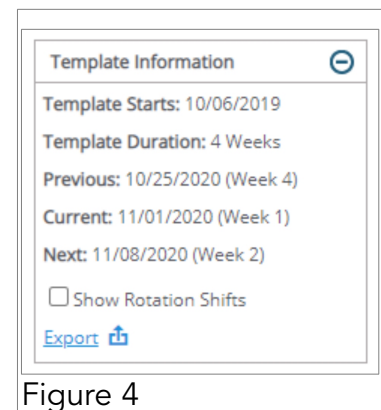 Template Information
Template Starts: 10/06/2019
Template Duration: 4 Weeks
Previous: 10/25/2020 (Week 4)
Current: 11/01/2020 (Week 1)
Next: 11/08/2020 (Week 2)
Show Rotation Shifts
Export
Figure 4